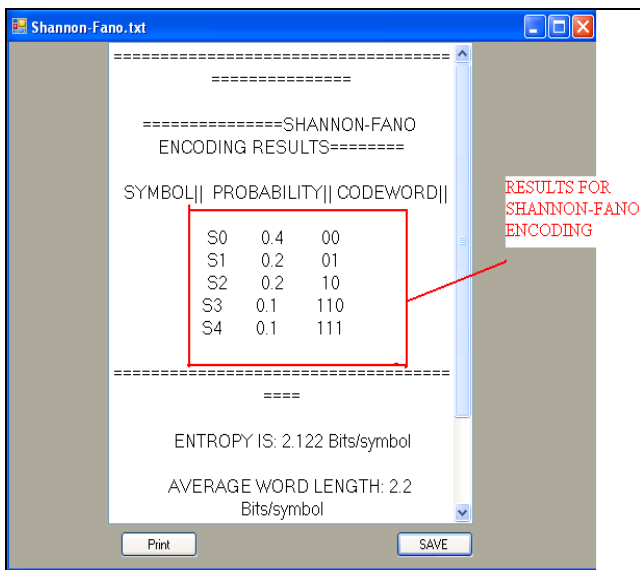 Shannon-Fano.txt
==================================
===============
===============SHANNON-FANO
ENCODING RESULTS========
SYMBOL|| PROBABILITY|| CODEWORD||
S0 0.4 00
S1 0.2 01
S2 0.2 10
S3 0.1 110
S4 0.1 111
==================================
====
ENTROPY IS: 2.122 Bits/symbol
AVERAGE WORD LENGTH: 2.2
Bits/symbol
Print
SAVE
RESULTS FOR
SHANNON-FANO
ENCODING